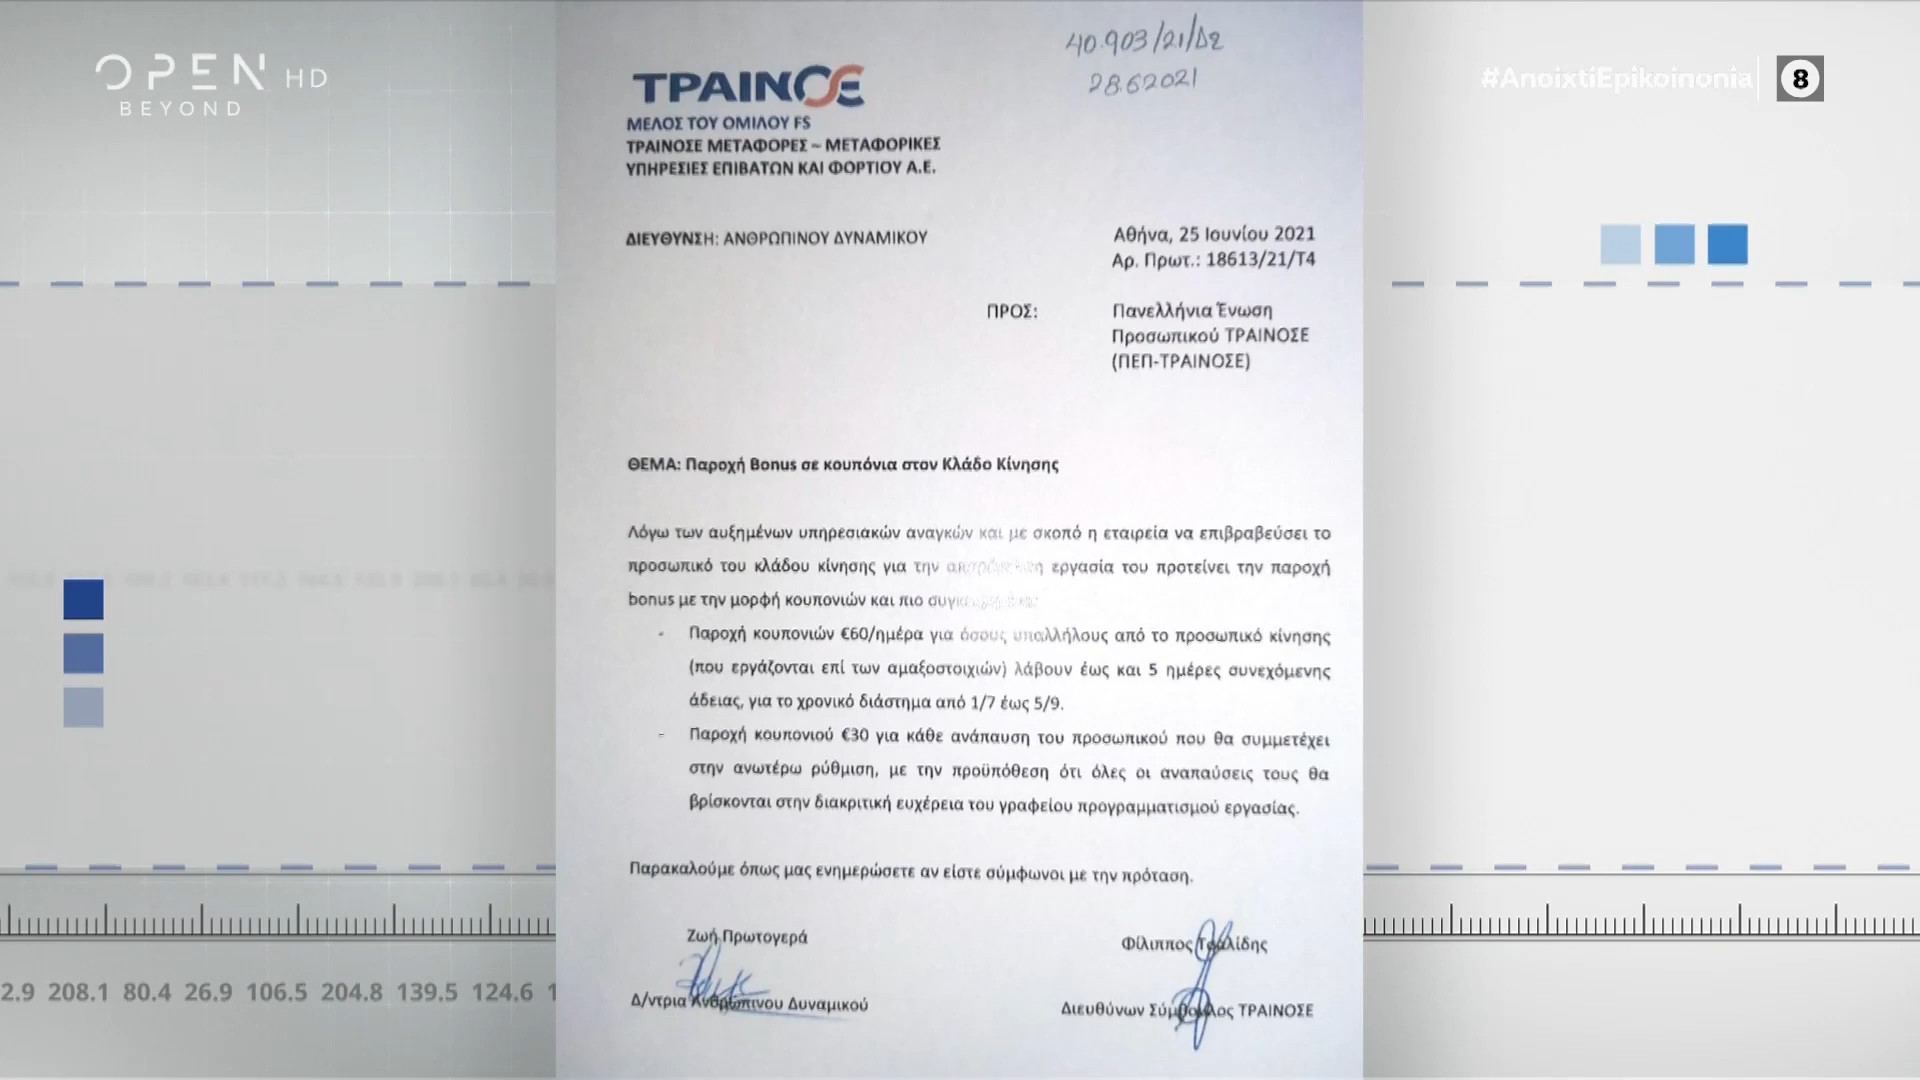 OPEN HD
BEYOND
#AnoixtiEpikoinonia 8
40.903/21/Δ2
28.6.2021
ΤΡΑΙΝΟΣΕ
ΜΕΛΟΣ ΤΟΥ ΟΜΙΛΟΥ FS
ΤΡΑΙΝΟΣΕ ΜΕΤΑΦΟΡΕΣ – ΜΕΤΑΦΟΡΙΚΕΣ
ΥΠΗΡΕΣΙΕΣ ΕΠΙΒΑΤΩΝ ΚΑΙ ΦΟΡΤΙΟΥ Α.Ε.
ΔΙΕΥΘΥΝΣΗ: ΑΝΘΡΩΠΙΝΟΥ ΔΥΝΑΜΙΚΟΥ
Αθήνα, 25 Ιουνίου 2021
Αρ. Πρωτ.: 18613/21/Τ4
ΠΡΟΣ: Πανελλήνια Ένωση
Προσωπικού ΤΡΑΙΝΟΣΕ
(ΠΕΠ-ΤΡΑΙΝΟΣΕ)
ΘΕΜΑ: Παροχή Bonus σε κουπόνια στον Κλάδο Κίνησης
Λόγω των αυξημένων υπηρεσιακών αναγκών και με σκοπό η εταιρεία να επιβραβεύσει το
προσωπικό του κλάδου κίνησης για την εργασία του προτείνει την παροχή
bonus με την μορφή κουπονιών και πιο
- Παροχή κουπονιών €60/ημέρα για όσους υπαλλήλους από το προσωπικό κίνησης
(που εργάζονται επί των αμαξοστοιχιών) λάβουν έως και 5 ημέρες συνεχόμενης
άδειας, για το χρονικό διάστημα από 1/7 έως 5/9.
- Παροχή κουπονιού €30 για κάθε ανάπαυση του προσωπικού που θα συμμετέχει
στην ανωτέρω ρύθμιση, με την προϋπόθεση ότι όλες οι αναπαύσεις τους θα
βρίσκονται στην διακριτική ευχέρεια του γραφείου προγραμματισμού εργασίας.
Παρακαλούμε όπως μας ενημερώσετε αν είστε σύμφωνοι με την πρόταση.
Ζωή Πρωτογερά
Φίλιππος Τσαλίδης
Δ/ντρια Ανθρώπινου Δυναμικού
Διευθύνων Σύμβουλος ΤΡΑΙΝΟΣΕ
2.9 208.1 80.4 26.9 106.5 204.8 139.5 124.6